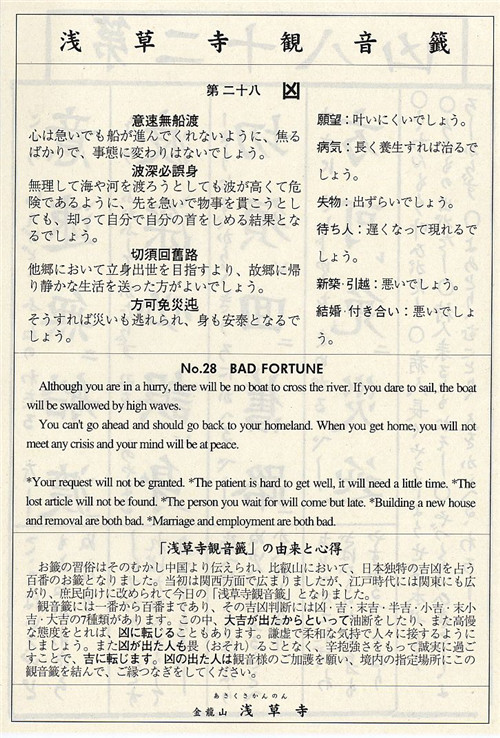 浅草寺観音籤
第二十八 凶
意速無船渡
心は急いでも船が進んでくれないように、焦る
ばかりで、事態に変わりはないでしょう。
波深必誤身
無理して海や河を渡ろうとしても波が高くて危
険であるように、先を急いで物事を貫こうとし
ても、却って自分で自分の首をしめる結果とな
るでしょう。
切須回舊路
他郷において立身出世を目指すより、故郷に帰
り静かな生活を送った方がよいでしょう。
方可免災迍
そうすれば災いも逃れられ、身も安泰となるで
しょう。
願望：叶いにくいでしょう。
病気：長く養生すれば治るで
しょう。
失物：出ずらいでしょう。
待ち人：遅くなって現れるで
しょう。
新築・引越：悪いでしょう。
結婚・付き合い：悪いでしょ
う。
No.28 BAD FORTUNE
Although you are in a hurry, there will be no boat to cross the river. If you dare to sail, the boat
will be swallowed by high waves.
You can't go ahead and should go back to your homeland. When you get home, you will not
meet any crisis and your mind will be at peace.
*Your request will not be granted. *The patient is hard to get well, it will need a little time. *The
lost article will not be found. *The person you wait for will come but late. *Building a new house
and removal are both bad. *Marriage and employment are both bad.
「浅草寺観音籤」の由来と心得
お籤の習俗はそのむかし中国より伝えられ、比叡山において、日本独特の吉凶を占う
百番のお籤となりました。当初は関西方面で広まりましたが、江戸時代には関東にも広
がり、庶民向けに改められて今日の「浅草寺観音籤」となりました。
観音籤には一番から百番まであり、その吉凶判断には凶・吉・末吉・半吉・小吉・末小
吉・大吉の7種類があります。この中、大吉が出たからといって油断をしたり、また高慢
な態度をとれば、凶に転じることもあります。謙虚で柔和な気持で人々に接するように
しましょう。また凶が出た人も畏（おそれ）ることなく、辛抱強さをもって誠実に過ご
すことで、吉に転じます。凶の出た人は観音様のご加護を願い、境内の指定場所にこの
観音籤を結んで、ご縁つなぎをしてください。
あさくさかんのん
金龍山 浅草寺